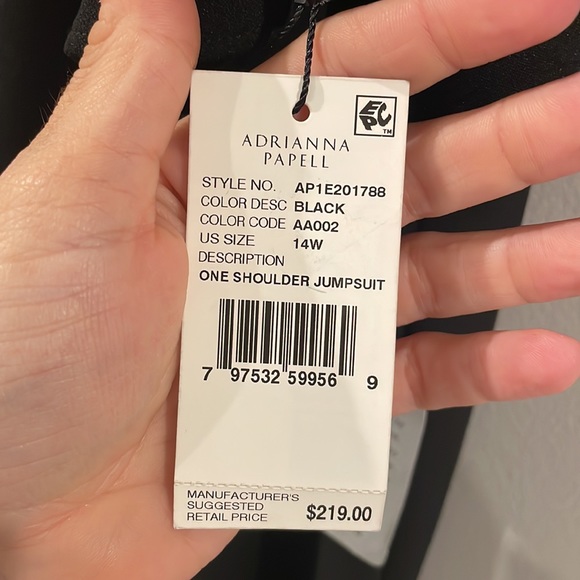 EPC
TM
ADRIANNA
PAPELL
STYLE NO. AP1E201788
COLOR DESC BLACK
COLOR CODE AA002
US SIZE 14W
DESCRIPTION
ONE SHOULDER JUMPSUIT
7 97532 59956 9
MANUFACTURER'S
SUGGESTED
RETAIL PRICE $219.00